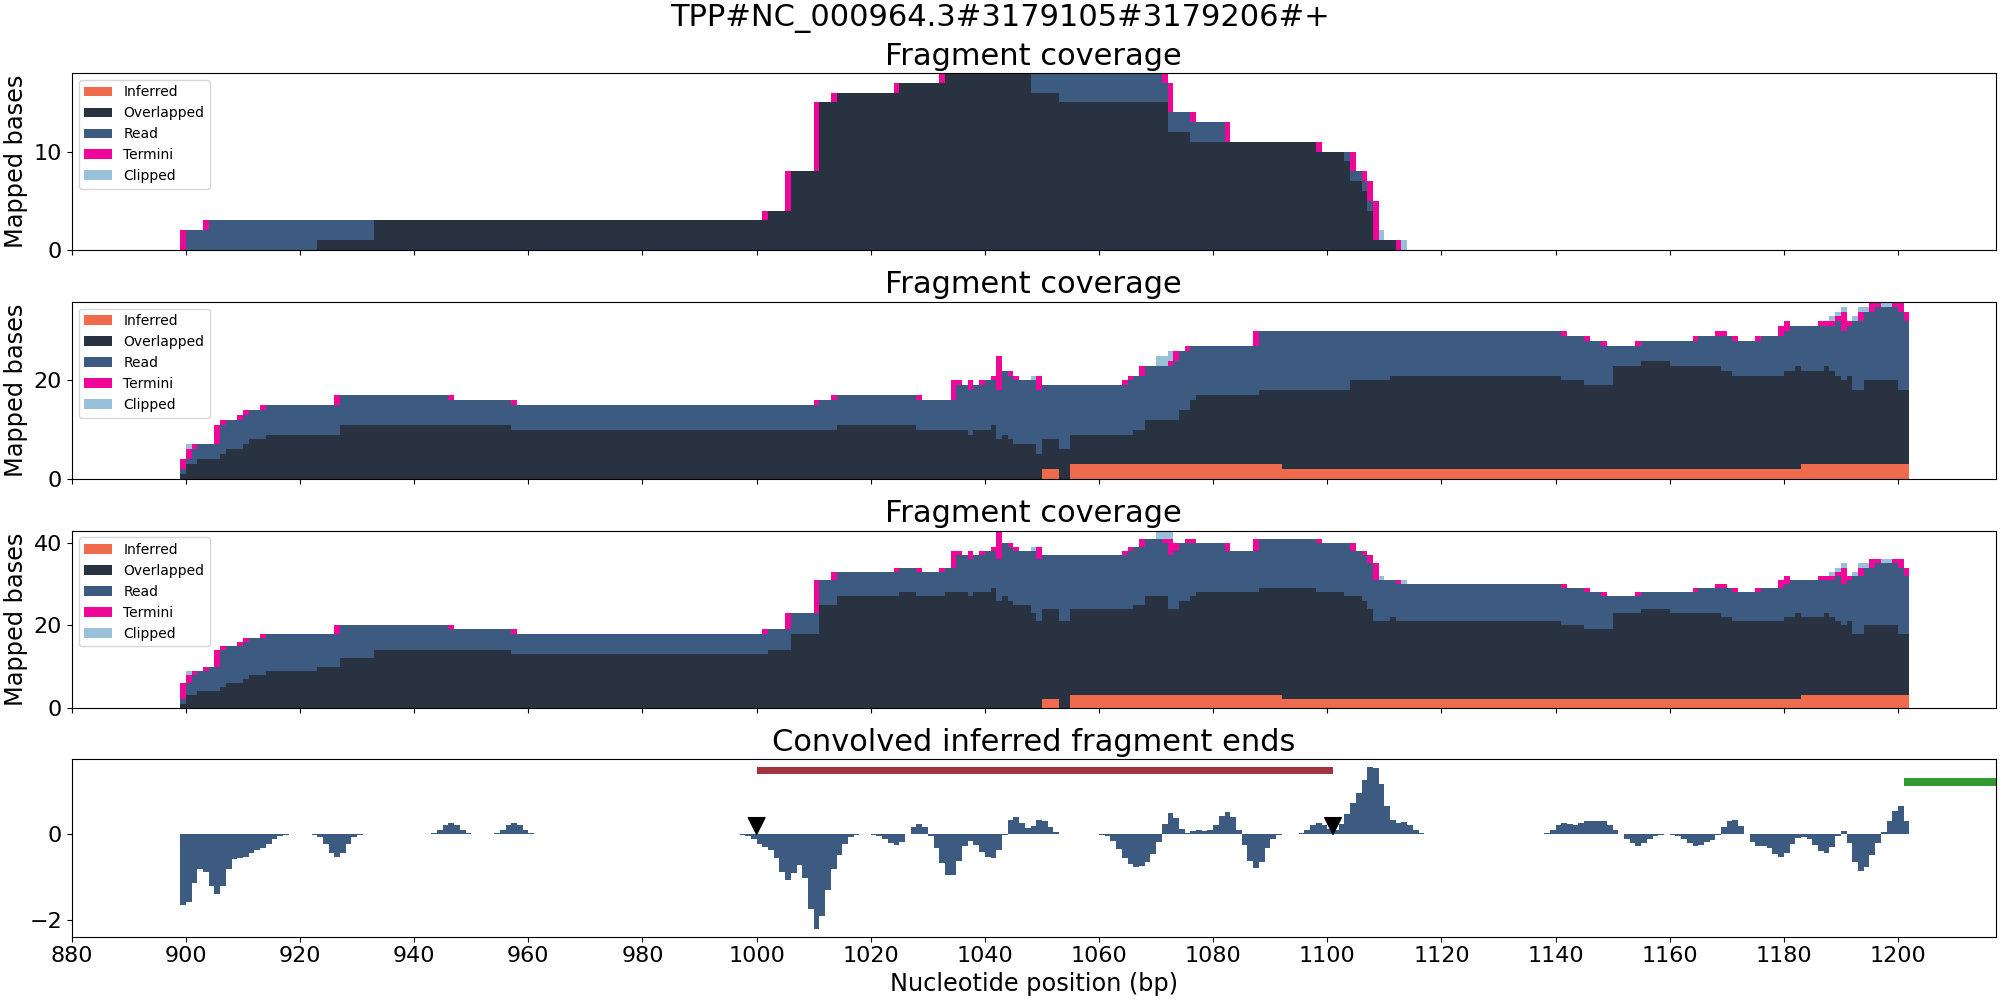 TPP#NC_000964.3#3179105#3179206#+
Fragment coverage
Mapped bases
10
0
Inferred
Overlapped
Read
Termini
Clipped
Fragment coverage
Mapped bases
20
0
Inferred
Overlapped
Read
Termini
Clipped
Fragment coverage
Mapped bases
40
20
0
Inferred
Overlapped
Read
Termini
Clipped
Convolved inferred fragment ends
0
−2
880 900 920 940 960 980 1000 1020 1040 1060 1080 1100 1120 1140 1160 1180 1200
Nucleotide position (bp)